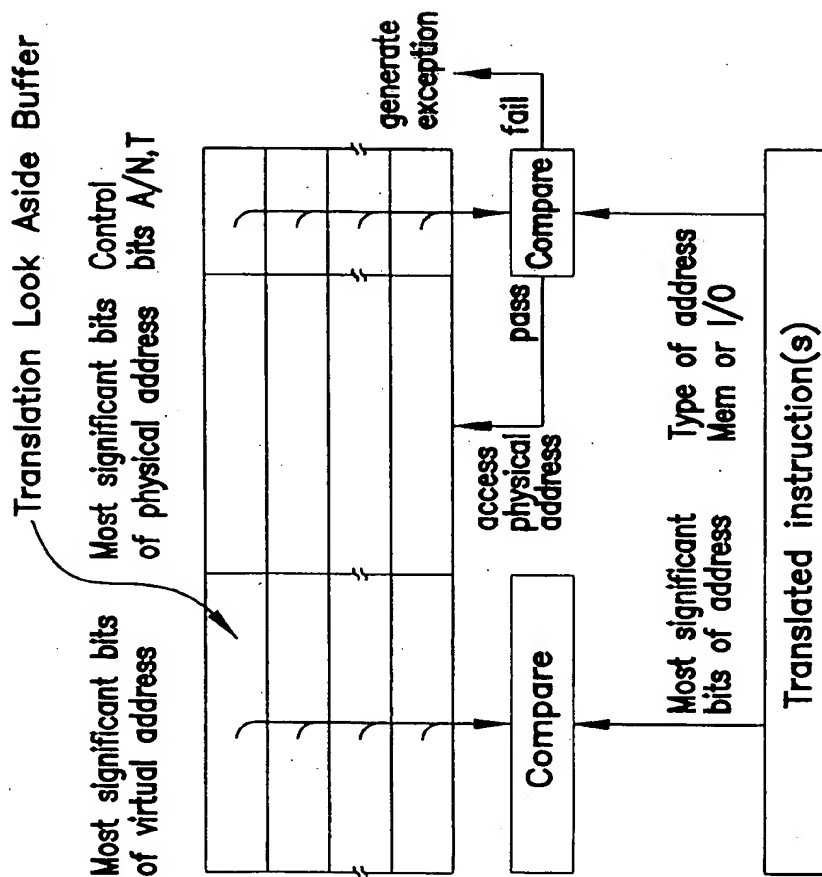 Translation Look Aside Buffer
Most significant bits
of virtual address
Most significant bits
of physical address
Control
bits A/N,T
Compare
access
physical
address
pass
Compare
fail
generate
exception
Most significant
bits of address
Type of address
Mem or I/O
Translated instruction(s)